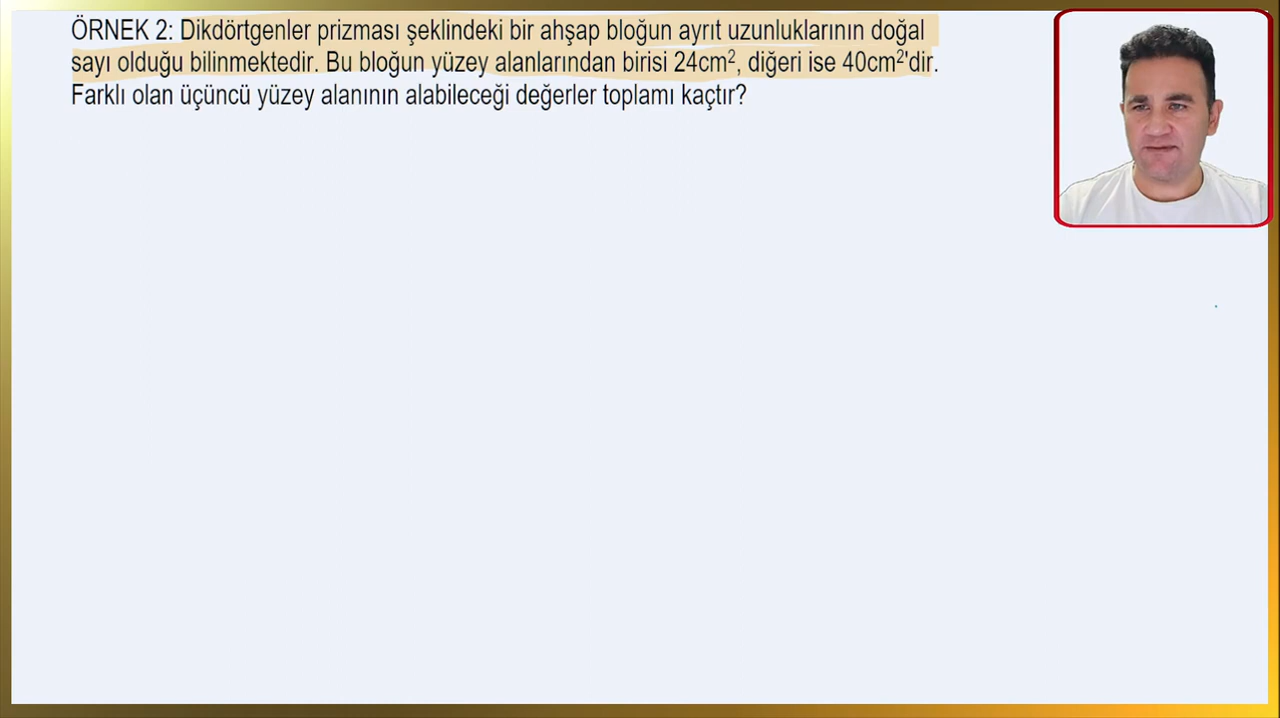 ÖRNEK 2: Dikdörtgenler prizması şeklindeki bir ahşap bloğun ayrıt uzunluklarının doğal
sayı olduğu bilinmektedir. Bu bloğun yüzey alanlarından birisi 24cm², diğeri ise 40cm²'dir.
Farklı olan üçüncü yüzey alanının alabileceği değerler toplamı kaçtır?